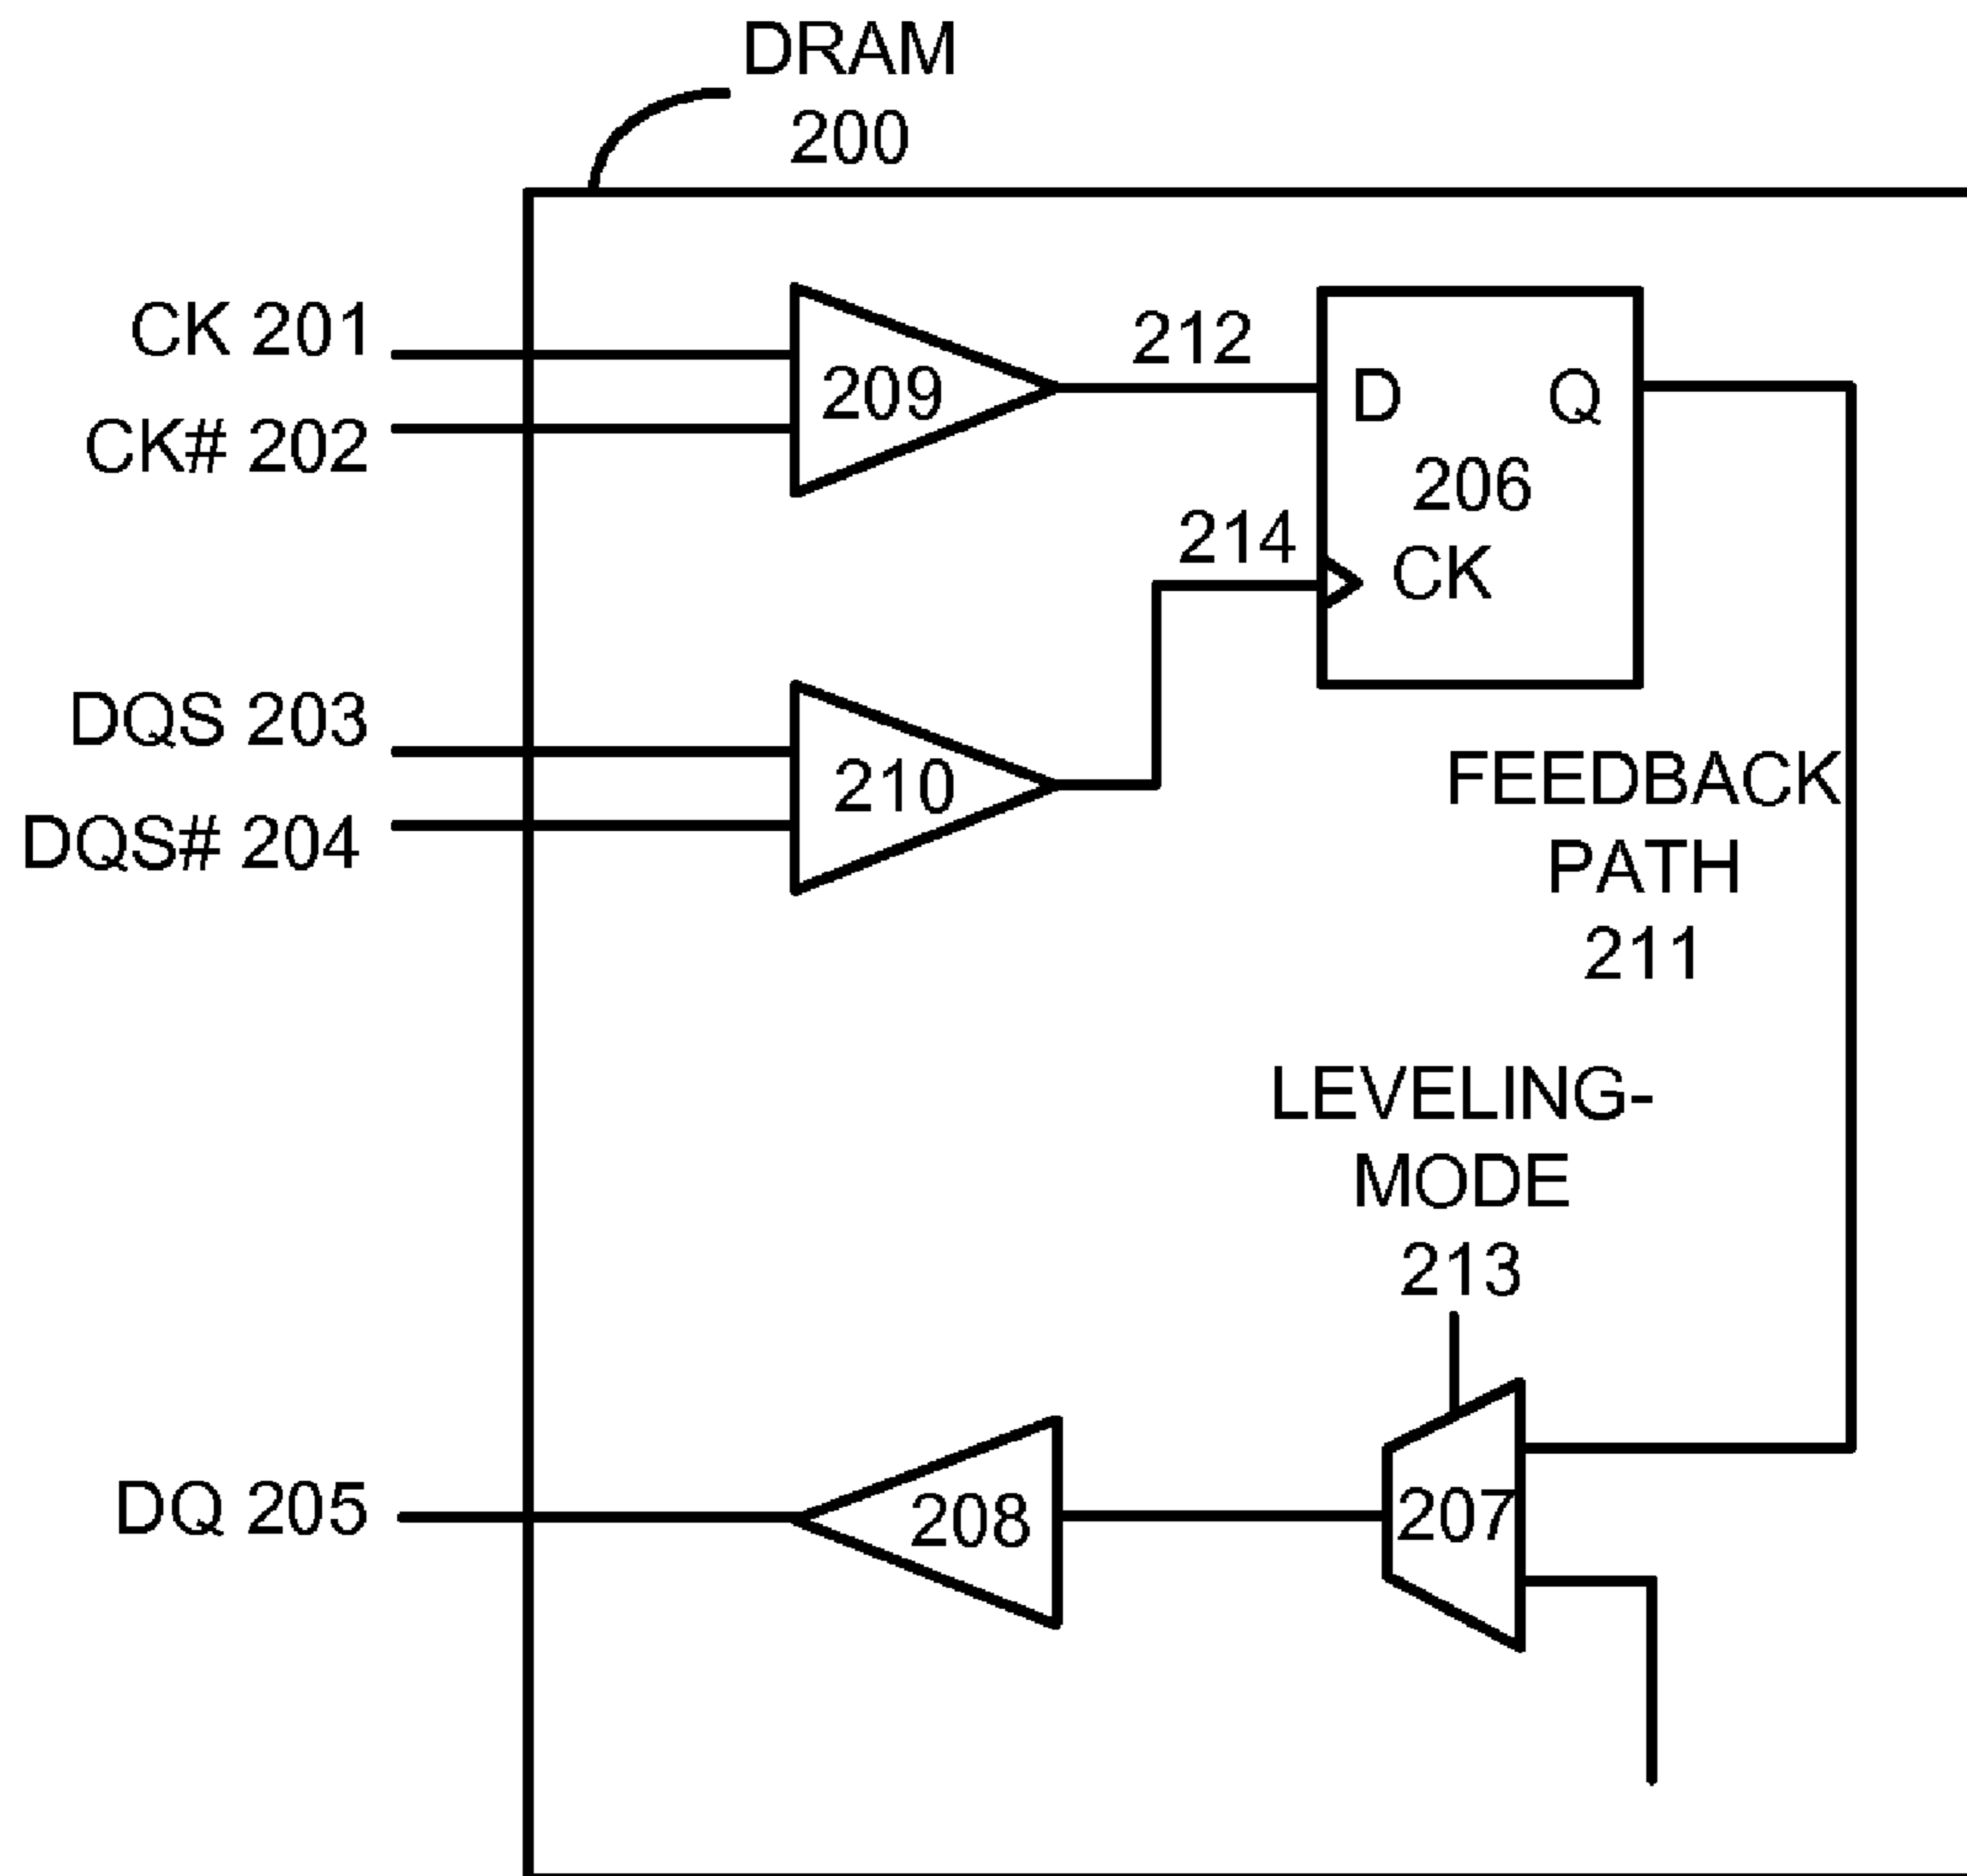 DRAM
200
CK 201
CK# 202
209
212
D
Q
206
214
CK
DQS 203
DQS# 204
210
FEEDBACK
PATH
211
LEVELING-
MODE
213
DQ 205
208
207